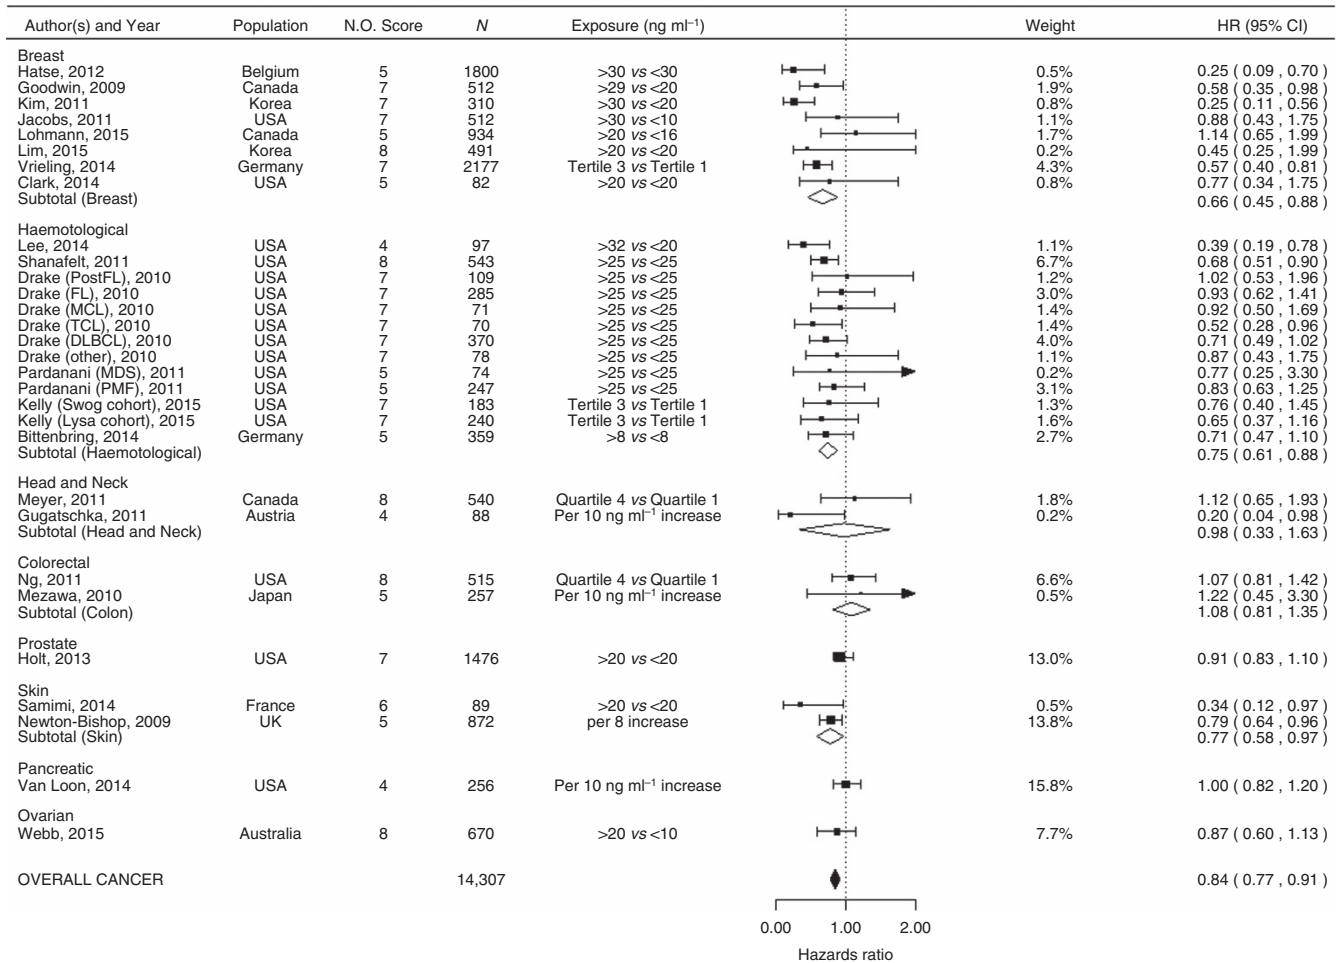 Author(s) and Year Population N.O. Score N Exposure (ng ml⁻¹) Weight HR (95% CI)
Breast
Hatse, 2012 Belgium 5 1800 >30 vs <30 0.5% 0.25 ( 0.09 , 0.70 )
Goodwin, 2009 Canada 7 512 >29 vs <20 1.9% 0.58 ( 0.35 , 0.98 )
Kim, 2011 Korea 7 310 >30 vs <20 0.8% 0.25 ( 0.11 , 0.56 )
Jacobs, 2011 USA 7 512 >30 vs <10 1.1% 0.88 ( 0.43 , 1.75 )
Lohmann, 2015 Canada 5 934 >20 vs <16 1.7% 1.14 ( 0.65 , 1.99 )
Lim, 2015 Korea 8 491 >20 vs <20 0.2% 0.45 ( 0.25 , 1.99 )
Vrieling, 2014 Germany 7 2177 Tertile 3 vs Tertile 1 4.3% 0.57 ( 0.40 , 0.81 )
Clark, 2014 USA 5 82 >20 vs <20 0.8% 0.77 ( 0.34 , 1.75 )
Subtotal (Breast) 0.66 ( 0.45 , 0.88 )
Haemotological
Lee, 2014 USA 4 97 >32 vs <20 1.1% 0.39 ( 0.19 , 0.78 )
Shanafelt, 2011 USA 8 543 >25 vs <25 6.7% 0.68 ( 0.51 , 0.90 )
Drake (PostFL), 2010 USA 7 109 >25 vs <25 1.2% 1.02 ( 0.53 , 1.96 )
Drake (FL), 2010 USA 7 285 >25 vs <25 3.0% 0.93 ( 0.62 , 1.41 )
Drake (MCL), 2010 USA 7 71 >25 vs <25 1.4% 0.92 ( 0.50 , 1.69 )
Drake (TCL), 2010 USA 7 70 >25 vs <25 1.4% 0.52 ( 0.28 , 0.96 )
Drake (DLBCL), 2010 USA 7 370 >25 vs <25 4.0% 0.71 ( 0.49 , 1.02 )
Drake (other), 2010 USA 7 78 >25 vs <25 1.1% 0.87 ( 0.43 , 1.75 )
Pardanani (MDS), 2011 USA 5 74 >25 vs <25 0.2% 0.77 ( 0.25 , 3.30 )
Pardanani (PMF), 2011 USA 5 247 >25 vs <25 3.1% 0.83 ( 0.63 , 1.25 )
Kelly (Swog cohort), 2015 USA 7 183 Tertile 3 vs Tertile 1 1.3% 0.76 ( 0.40 , 1.45 )
Kelly (Lysa cohort), 2015 USA 7 240 Tertile 3 vs Tertile 1 1.6% 0.65 ( 0.37 , 1.16 )
Bittenbring, 2014 Germany 5 359 >8 vs <8 2.7% 0.71 ( 0.47 , 1.10 )
Subtotal (Haemotological) 0.75 ( 0.61 , 0.88 )
Head and Neck
Meyer, 2011 Canada 8 540 Quartile 4 vs Quartile 1 1.8% 1.12 ( 0.65 , 1.93 )
Gugatschka, 2011 Austria 4 88 Per 10 ng ml⁻¹ increase 0.2% 0.20 ( 0.04 , 0.98 )
Subtotal (Head and Neck) 0.98 ( 0.33 , 1.63 )
Colorectal
Ng, 2011 USA 8 515 Quartile 4 vs Quartile 1 6.6% 1.07 ( 0.81 , 1.42 )
Mezawa, 2010 Japan 5 257 Per 10 ng ml⁻¹ increase 0.5% 1.22 ( 0.45 , 3.30 )
Subtotal (Colon) 1.08 ( 0.81 , 1.35 )
Prostate
Holt, 2013 USA 7 1476 >20 vs <20 13.0% 0.91 ( 0.83 , 1.10 )
Skin
Samimi, 2014 France 6 89 >20 vs <20 0.5% 0.34 ( 0.12 , 0.97 )
Newton-Bishop, 2009 UK 5 872 per 8 increase 13.8% 0.79 ( 0.64 , 0.96 )
Subtotal (Skin) 0.77 ( 0.58 , 0.97 )
Pancreatic
Van Loon, 2014 USA 4 256 Per 10 ng ml⁻¹ increase 15.8% 1.00 ( 0.82 , 1.20 )
Ovarian
Webb, 2015 Australia 8 670 >20 vs <10 7.7% 0.87 ( 0.60 , 1.13 )
OVERALL CANCER 14,307 0.84 ( 0.77 , 0.91 )
0.00 1.00 2.00
Hazards ratio